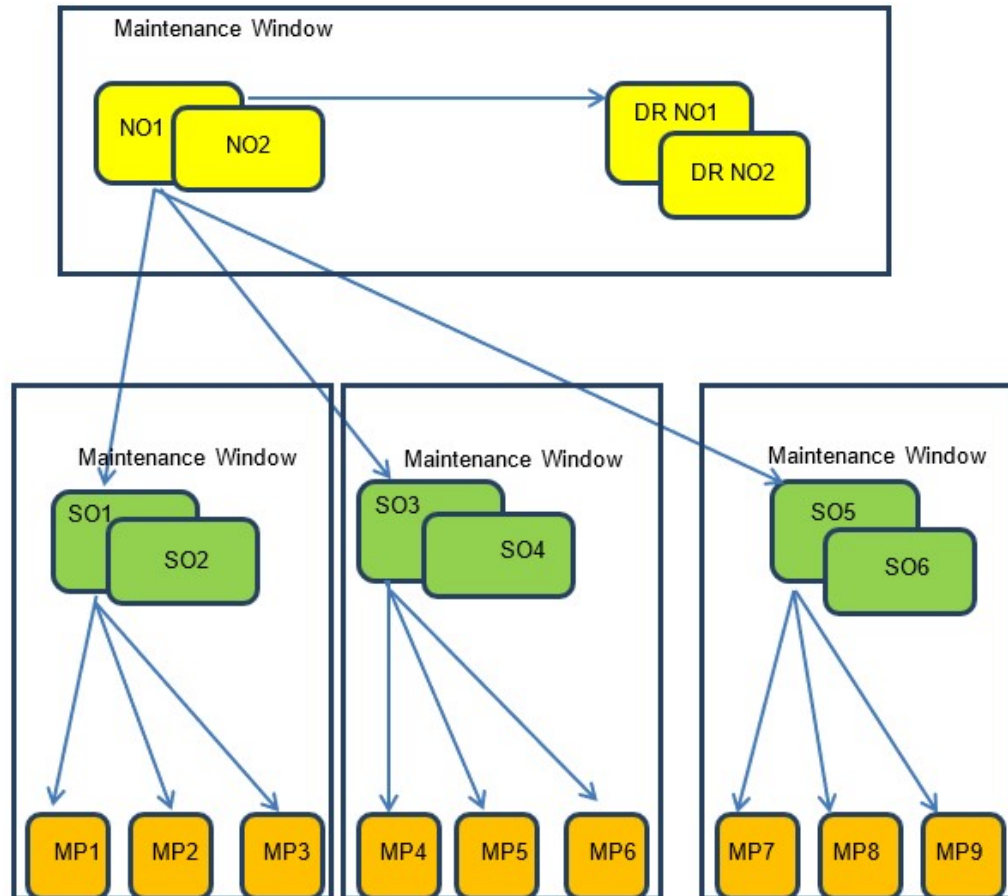 Maintenance Window
NO1
NO2
DR NO1
DR NO2
Maintenance Window
SO1
SO2
Maintenance Window
SO3
SO4
Maintenance Window
SO5
SO6
MP1
MP2
MP3
MP4
MP5
MP6
MP7
MP8
MP9